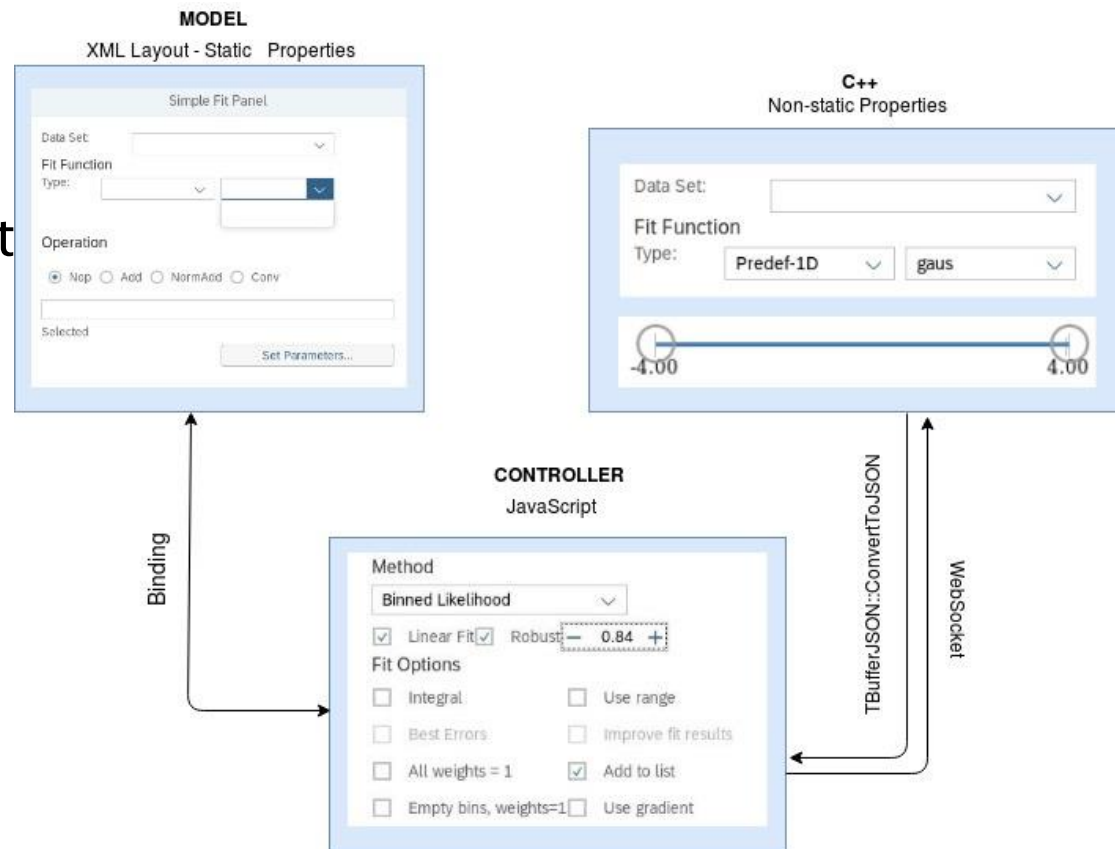 MODEL
XML Layout - Static Properties
Simple Fit Panel
Data Set:
Fit Function
Type:
Operation
Nop Add NormAdd Conv
Selected
Set Parameters...
t
C++
Non-static Properties
Data Set:
Fit Function
Type: Predef-1D gaus
-4.00 4.00
Binding
CONTROLLER
JavaScript
Method
Binned Likelihood
Linear Fit Robust − 0.84 +
Fit Options
Integral Use range
Best Errors Improve fit results
All weights = 1 Add to list
Empty bins, weights=1 Use gradient
TBufferJSON::ConvertToJSON
WebSocket